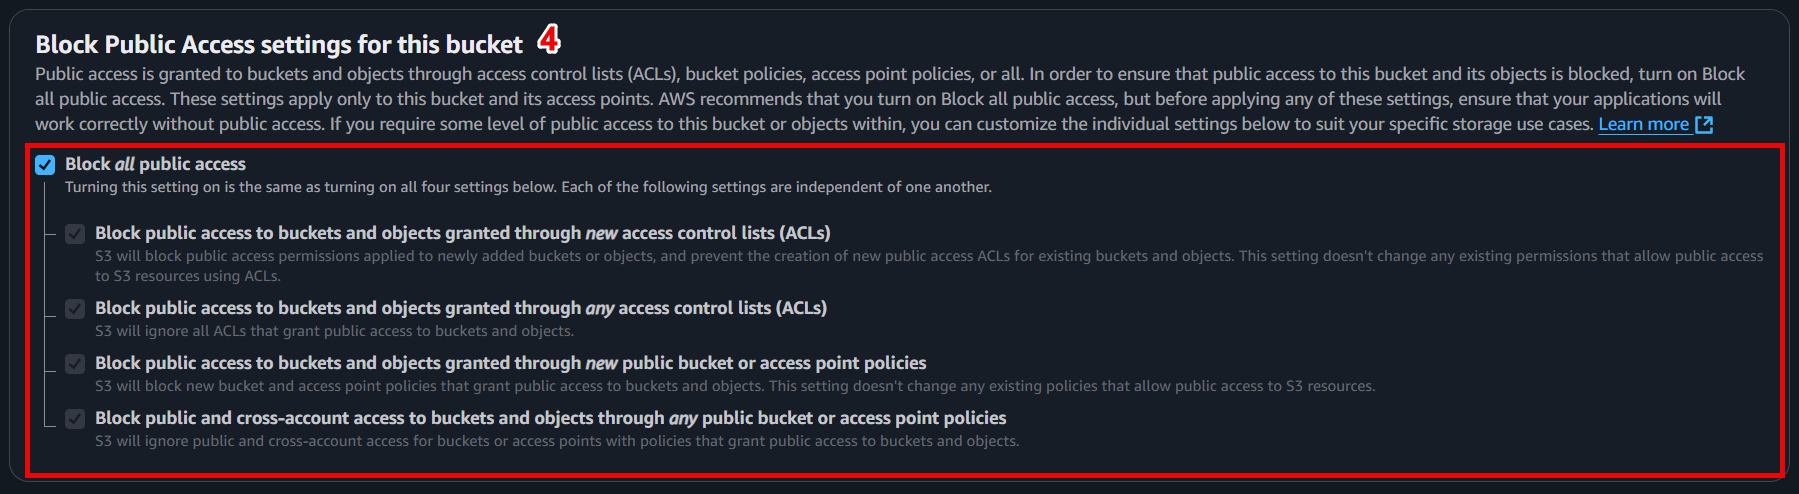 Block Public Access settings for this bucket 4
Public access is granted to buckets and objects through access control lists (ACLs), bucket policies, access point policies, or all. In order to ensure that public access to this bucket and its objects is blocked, turn on Block
all public access. These settings apply only to this bucket and its access points. AWS recommends that you turn on Block all public access, but before applying any of these settings, ensure that your applications will
work correctly without public access. If you require some level of public access to this bucket or objects within, you can customize the individual settings below to suit your specific storage use cases. Learn more
Block all public access
Turning this setting on is the same as turning on all four settings below. Each of the following settings are independent of one another.
Block public access to buckets and objects granted through new access control lists (ACLs)
S3 will block public access permissions applied to newly added buckets or objects, and prevent the creation of new public access ACLs for existing buckets and objects. This setting doesn't change any existing permissions that allow public access
to S3 resources using ACLs.
Block public access to buckets and objects granted through any access control lists (ACLs)
S3 will ignore all ACLs that grant public access to buckets and objects.
Block public access to buckets and objects granted through new public bucket or access point policies
S3 will block new bucket and access point policies that grant public access to buckets and objects. This setting doesn't change any existing policies that allow public access to S3 resources.
Block public and cross-account access to buckets and objects through any public bucket or access point policies
S3 will ignore public and cross-account access for buckets or access points with policies that grant public access to buckets and objects.